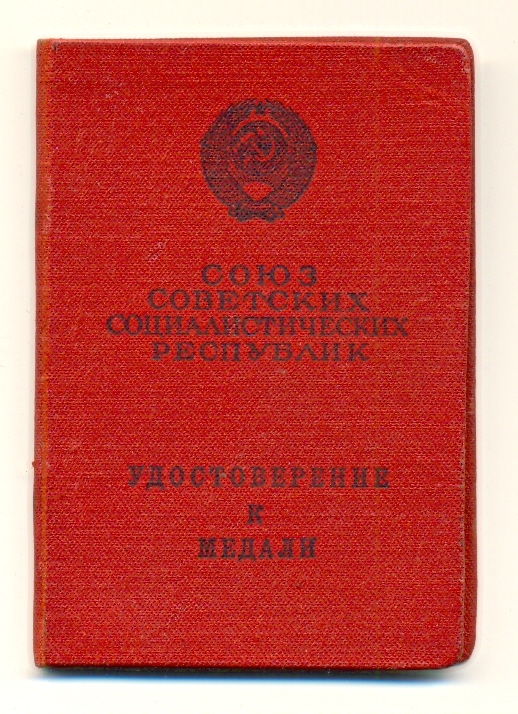 СОЮЗ
СОВЕТСКИХ
СОЦИАЛИСТИЧЕСКИХ
РЕСПУБЛИК
УДОСТОВЕРЕНИЕ
К
МЕДАЛИ